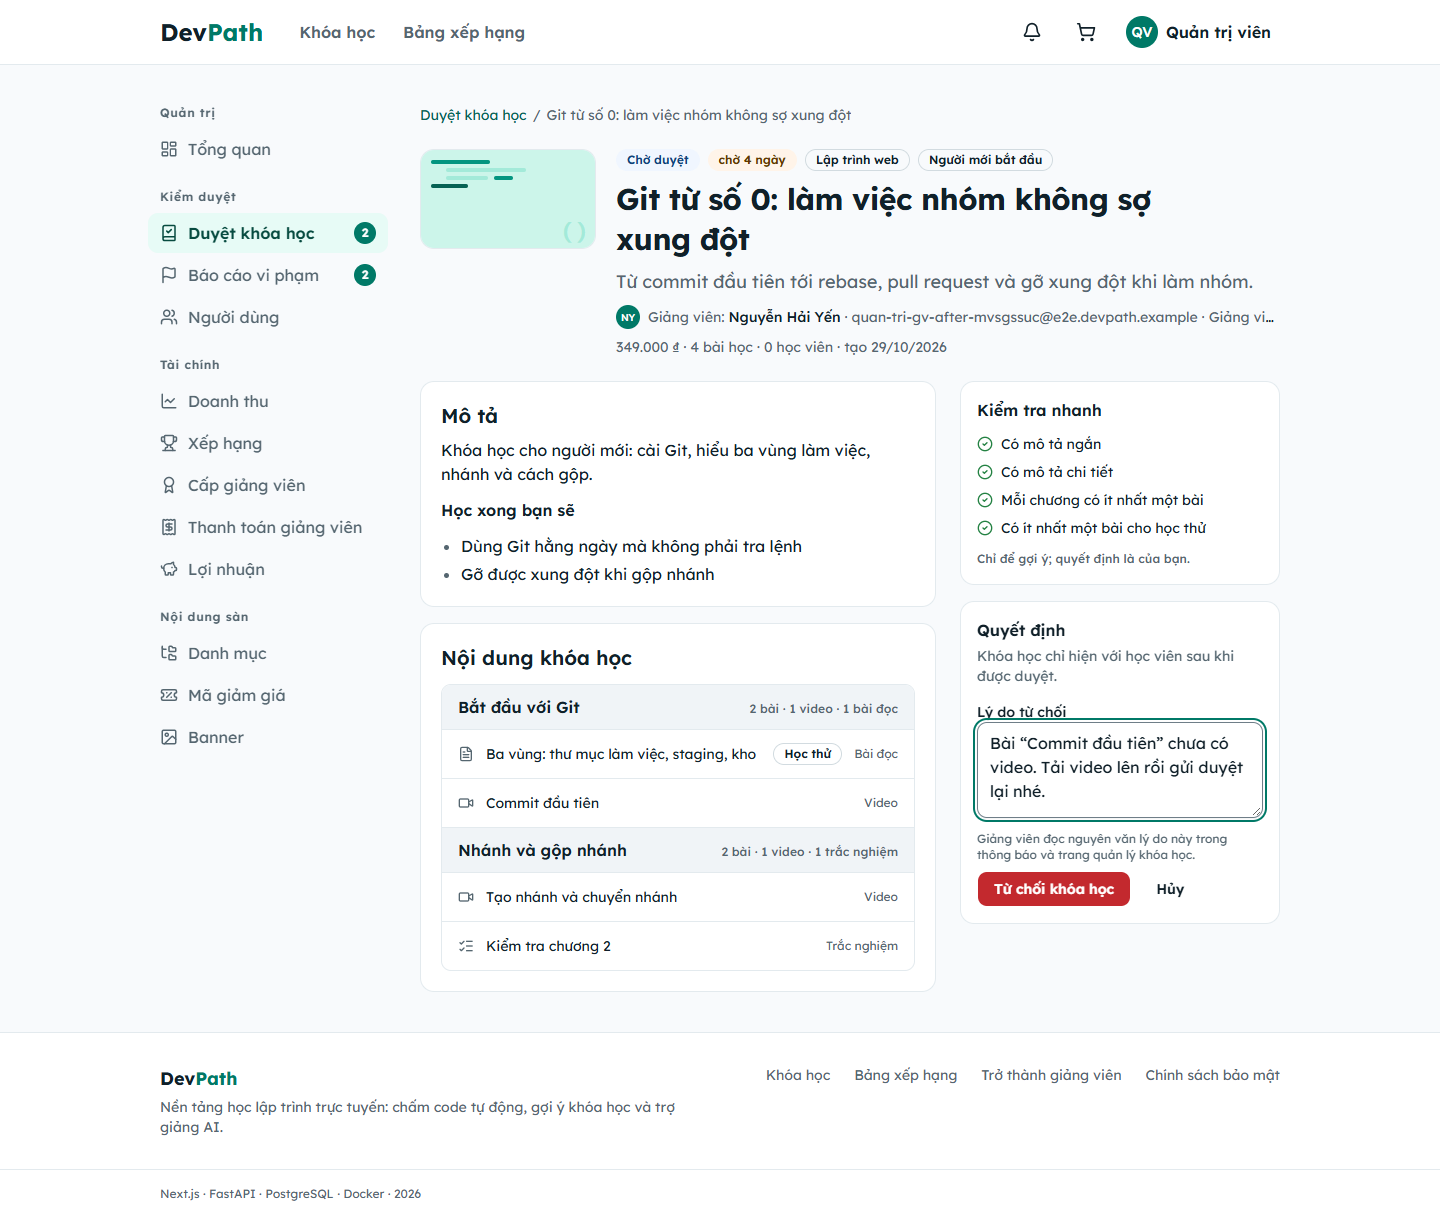 DevPath
Khóa học
Bảng xếp hạng
QV
Quản trị viên
Quản trị
Tổng quan
Kiểm duyệt
Duyệt khóa học
2
Báo cáo vi phạm
2
Người dùng
Tài chính
Doanh thu
Xếp hạng
Cấp giảng viên
Thanh toán giảng viên
Lợi nhuận
Nội dung sàn
Danh mục
Mã giảm giá
Banner
Duyệt khóa học / Git từ số 0: làm việc nhóm không sợ xung đột
( )
Chờ duyệt
chờ 4 ngày
Lập trình web
Người mới bắt đầu
Git từ số 0: làm việc nhóm không sợ
xung đột
Từ commit đầu tiên tới rebase, pull request và gỡ xung đột khi làm nhóm.
NY
Giảng viên: Nguyễn Hải Yến · quan-tri-gv-after-mvsgssuc@e2e.devpath.example · Giảng vi…
349.000 ₫ · 4 bài học · 0 học viên · tạo 29/10/2026
Mô tả
Khóa học cho người mới: cài Git, hiểu ba vùng làm việc,
nhánh và cách gộp.
Học xong bạn sẽ
Dùng Git hằng ngày mà không phải tra lệnh
Gỡ được xung đột khi gộp nhánh
Nội dung khóa học
Bắt đầu với Git
2 bài · 1 video · 1 bài đọc
Ba vùng: thư mục làm việc, staging, kho
Học thử
Bài đọc
Commit đầu tiên
Video
Nhánh và gộp nhánh
2 bài · 1 video · 1 trắc nghiệm
Tạo nhánh và chuyển nhánh
Video
Kiểm tra chương 2
Trắc nghiệm
Kiểm tra nhanh
Có mô tả ngắn
Có mô tả chi tiết
Mỗi chương có ít nhất một bài
Có ít nhất một bài cho học thử
Chỉ để gợi ý; quyết định là của bạn.
Quyết định
Khóa học chỉ hiện với học viên sau khi
được duyệt.
Lý do từ chối
Bài “Commit đầu tiên” chưa có
video. Tải video lên rồi gửi duyệt
lại nhé.
Giảng viên đọc nguyên văn lý do này trong
thông báo và trang quản lý khóa học.
Từ chối khóa học
Hủy
DevPath
Nền tảng học lập trình trực tuyến: chấm code tự động, gợi ý khóa học và trợ
giảng AI.
Khóa học
Bảng xếp hạng
Trở thành giảng viên
Chính sách bảo mật
Next.js · FastAPI · PostgreSQL · Docker · 2026